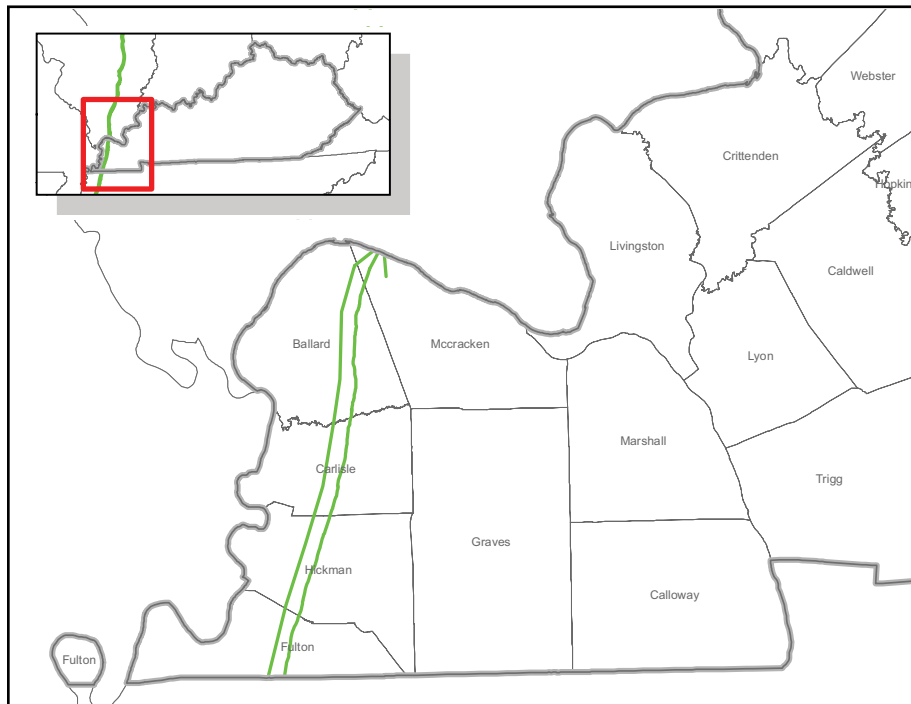 Webster
Crittenden
Hopkin
Livingston
Caldwell
Ballard
Mccracken
Lyon
Marshall
Carlisle
Trigg
Graves
Hickman
Calloway
Fulton
Fulton